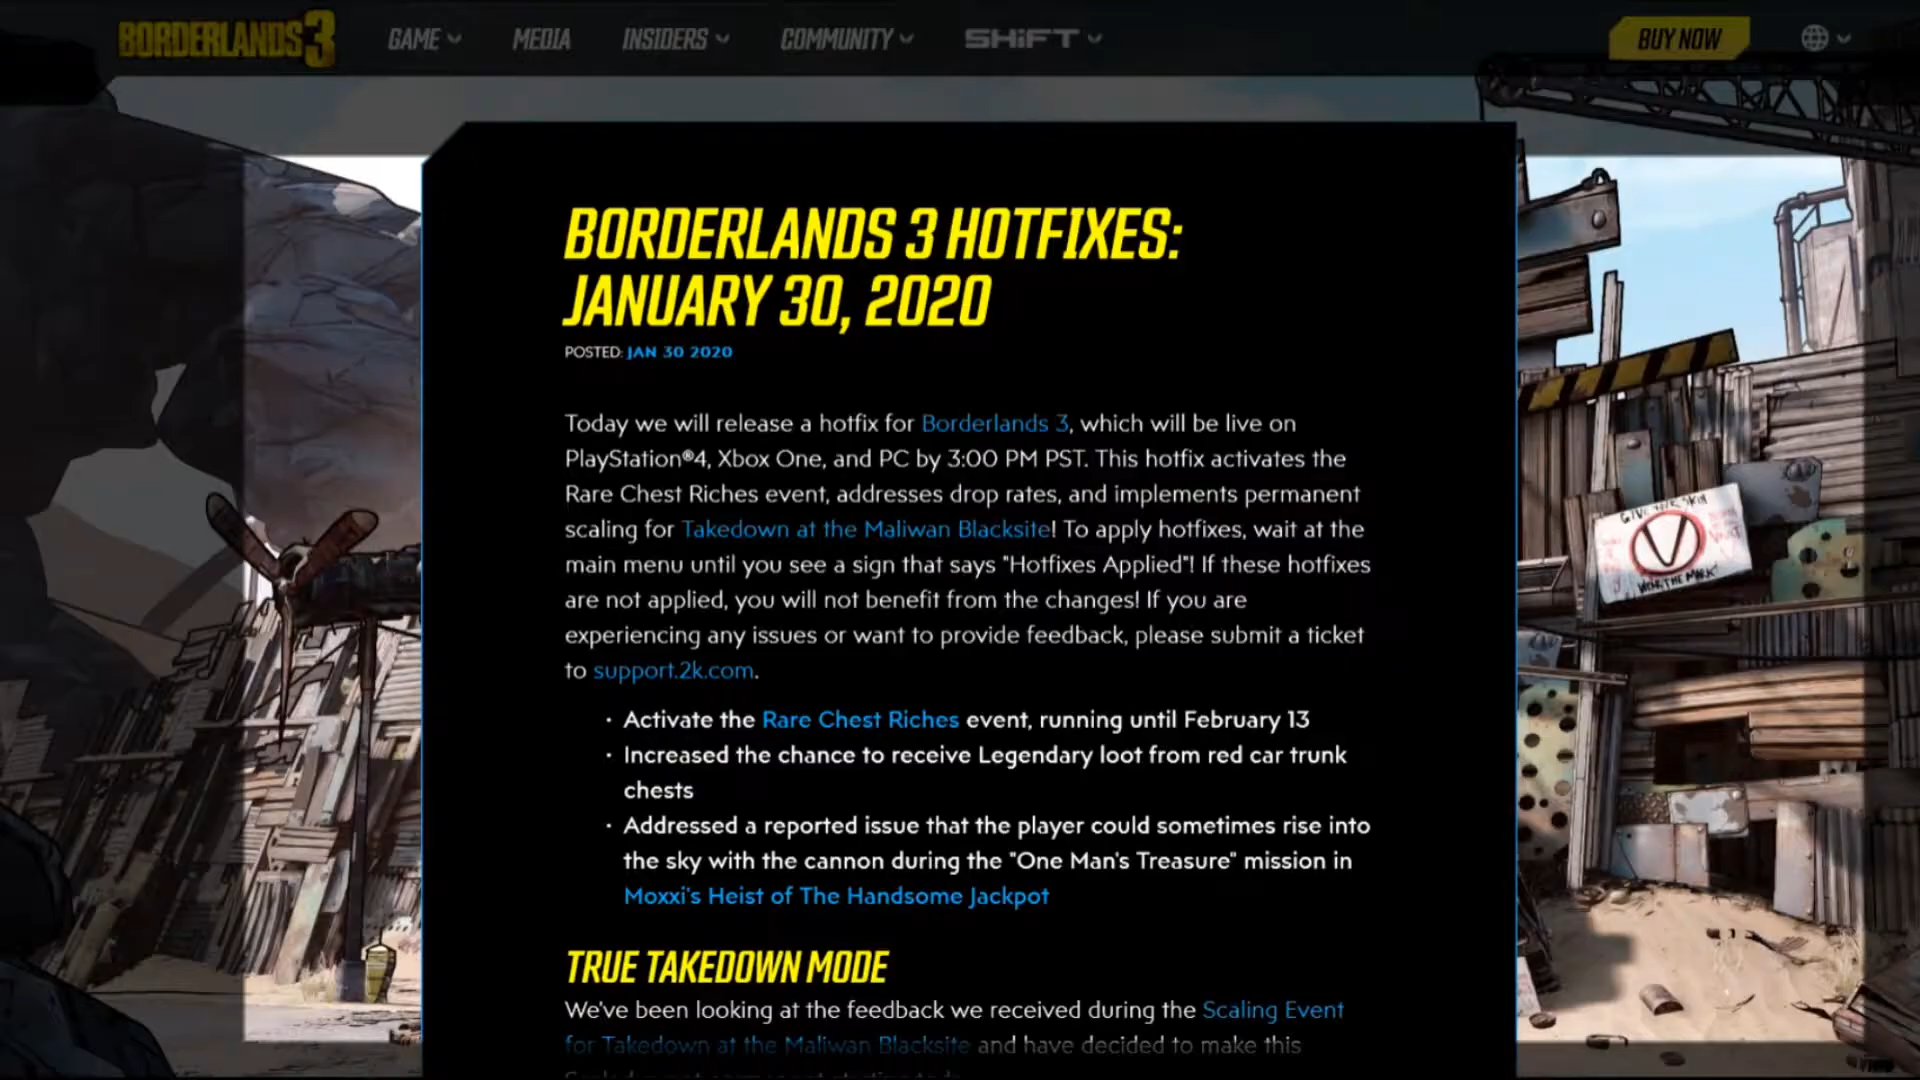 BORDERLANDS 3 GAME MEDIA INSIDERS COMMUNITY SHiFT BUY NOW
BORDERLANDS 3 HOTFIXES:
JANUARY 30, 2020
POSTED: JAN 30 2020
Today we will release a hotfix for Borderlands 3, which will be live on
PlayStation®4, Xbox One, and PC by 3:00 PM PST. This hotfix activates the
Rare Chest Riches event, addresses drop rates, and implements permanent
scaling for Takedown at the Maliwan Blacksite! To apply hotfixes, wait at the
main menu until you see a sign that says "Hotfixes Applied"! If these hotfixes
are not applied, you will not benefit from the changes! If you are
experiencing any issues or want to provide feedback, please submit a ticket
to support.2k.com.
· Activate the Rare Chest Riches event, running until February 13
· Increased the chance to receive Legendary loot from red car trunk
chests
· Addressed a reported issue that the player could sometimes rise into
the sky with the cannon during the "One Man's Treasure" mission in
Moxxi's Heist of The Handsome Jackpot
TRUE TAKEDOWN MODE
We've been looking at the feedback we received during the Scaling Event
for Takedown at the Maliwan Blacksite and have decided to make this
GIVE YOUR SKIN
WEAR THE MARK